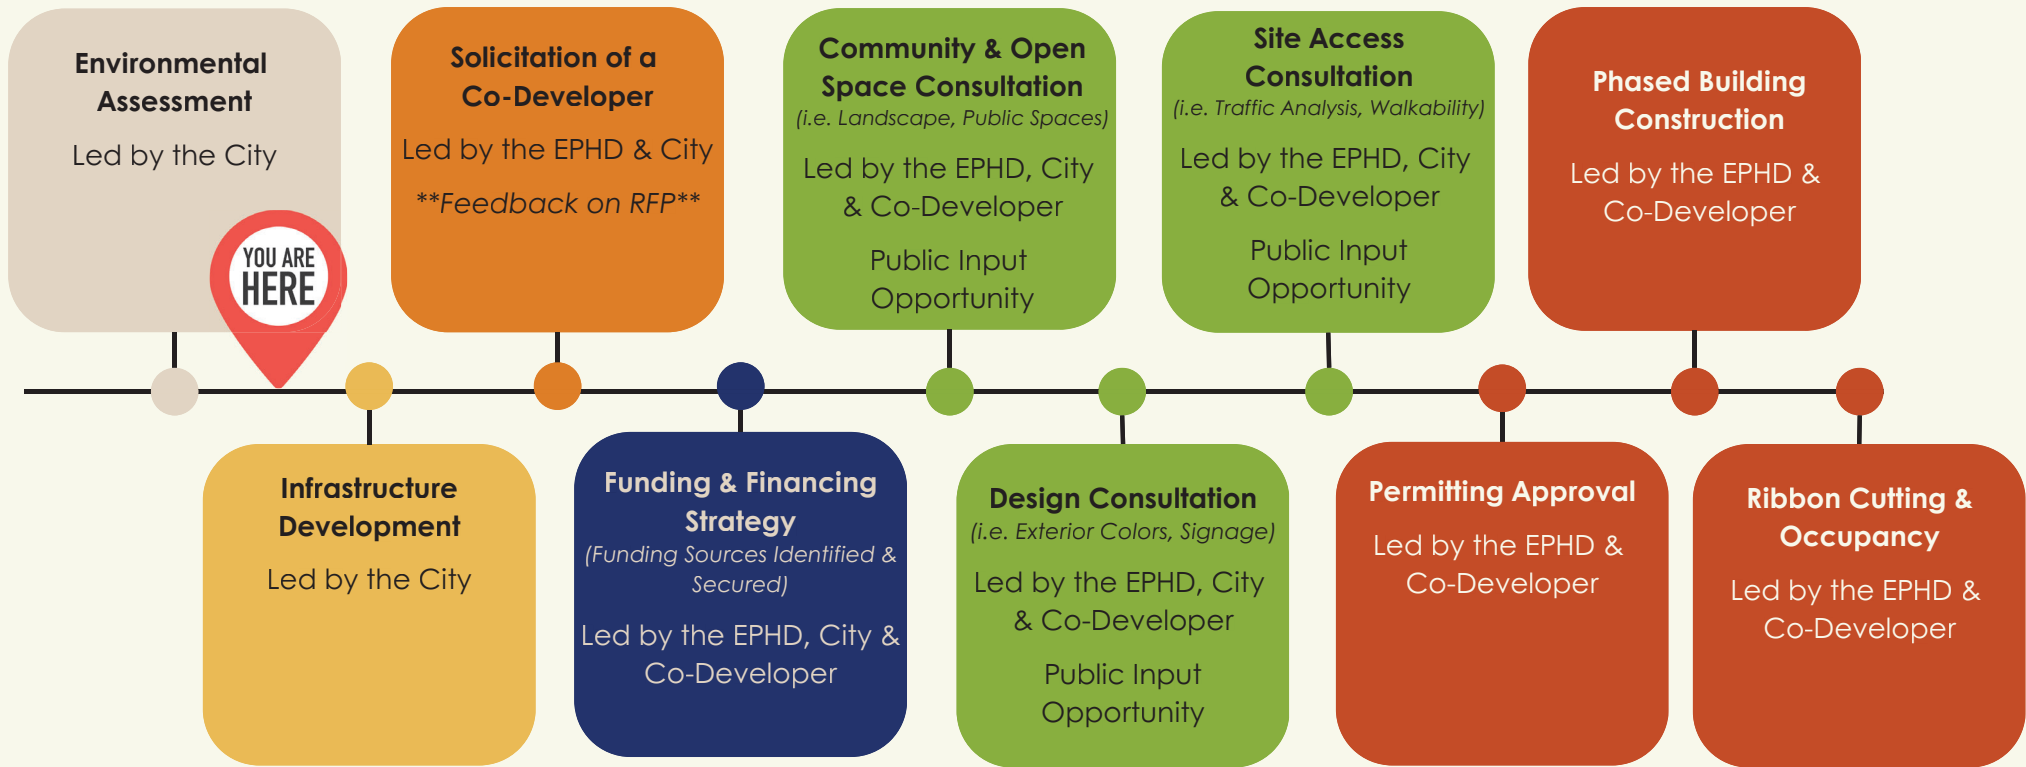 Environmental
Assessment
Led by the City
YOU ARE
HERE
Solicitation of a
Co-Developer
Led by the EPHD & City
**Feedback on RFP**
Community & Open
Space Consultation
(i.e. Landscape, Public Spaces)
Led by the EPHD, City
& Co-Developer
Public Input
Opportunity
Site Access
Consultation
(i.e. Traffic Analysis, Walkability)
Led by the EPHD, City
& Co-Developer
Public Input
Opportunity
Phased Building
Construction
Led by the EPHD &
Co-Developer
Infrastructure
Development
Led by the City
Funding & Financing
Strategy
(Funding Sources Identified &
Secured)
Led by the EPHD, City &
Co-Developer
Design Consultation
(i.e. Exterior Colors, Signage)
Led by the EPHD, City
& Co-Developer
Public Input
Opportunity
Permitting Approval
Led by the EPHD &
Co-Developer
Ribbon Cutting &
Occupancy
Led by the EPHD &
Co-Developer